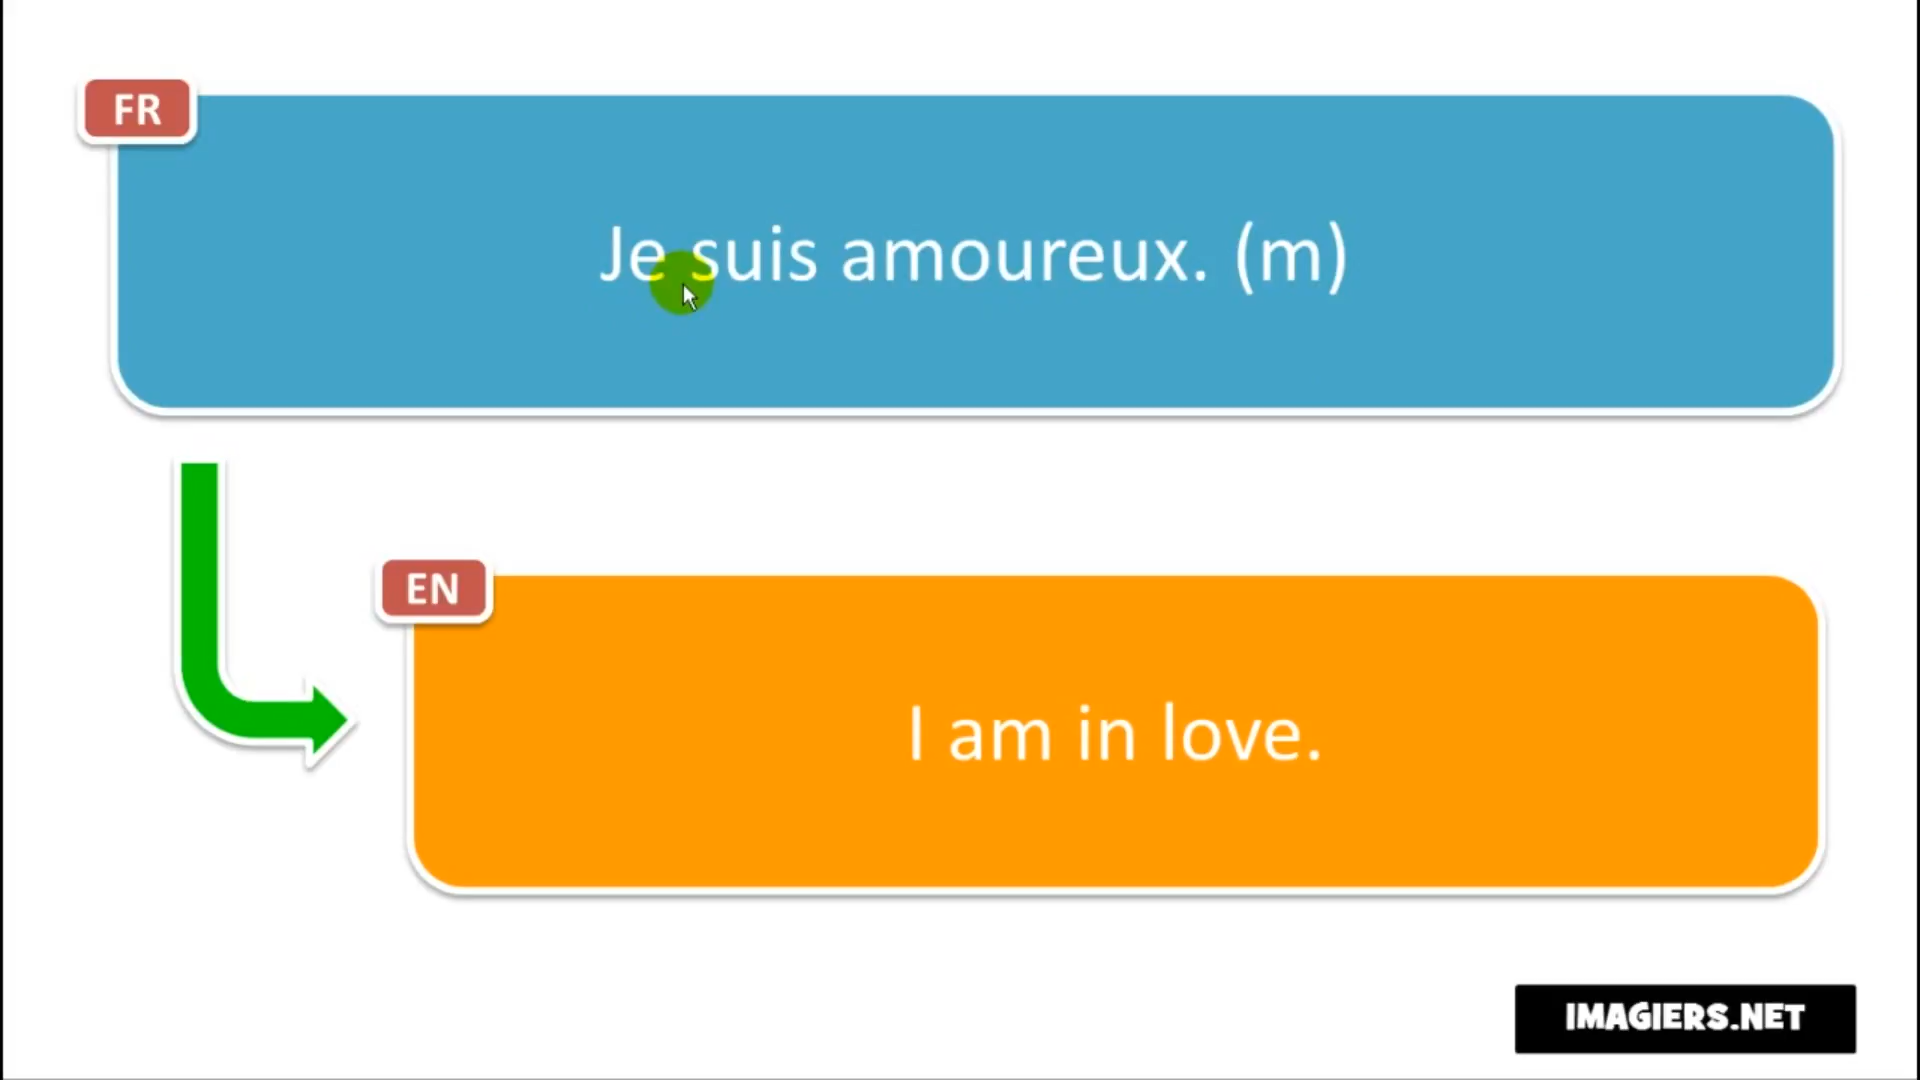 FR
Je suis amoureux. (m)
EN
I am in love.
IMAGIERS.NET